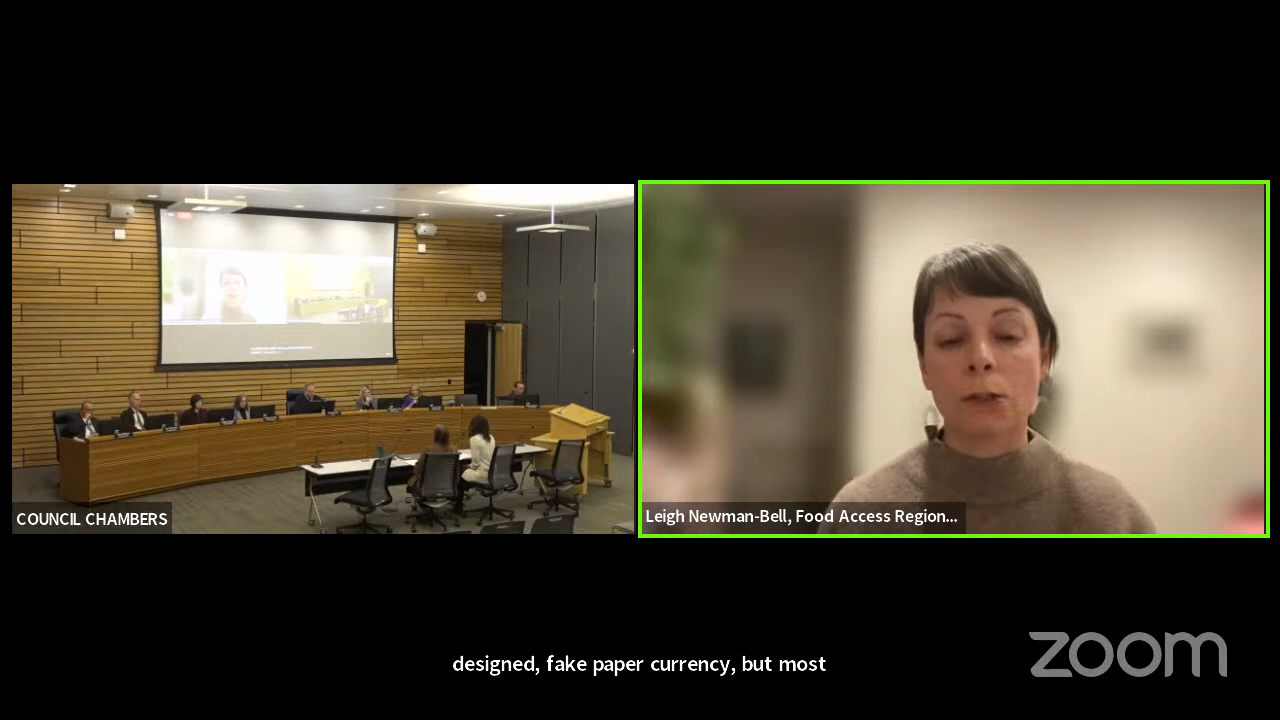 COUNCIL CHAMBERS
Leigh Newman-Bell, Food Access Region...
designed, fake paper currency, but most
zoom